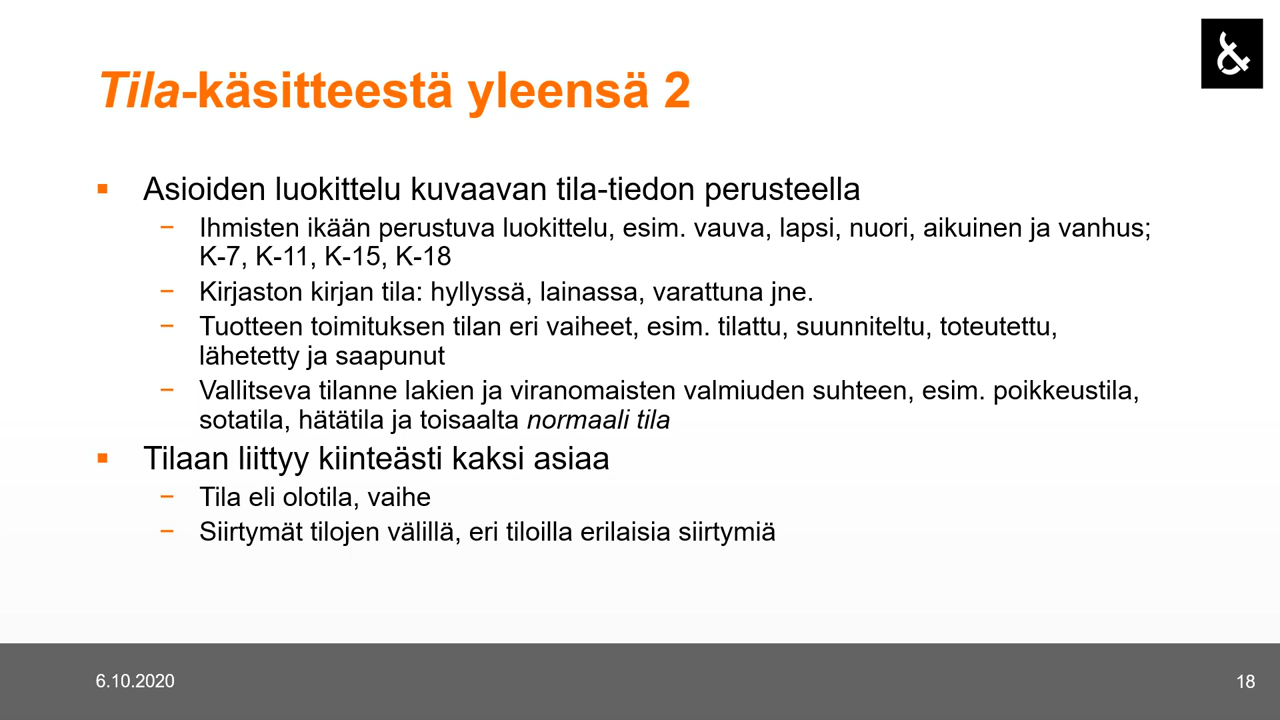 &
Tila-käsitteestä yleensä 2
▪ Asioiden luokittelu kuvaavan tila-tiedon perusteella
− Ihmisten ikään perustuva luokittelu, esim. vauva, lapsi, nuori, aikuinen ja vanhus;
K-7, K-11, K-15, K-18
− Kirjaston kirjan tila: hyllyssä, lainassa, varattuna jne.
− Tuotteen toimituksen tilan eri vaiheet, esim. tilattu, suunniteltu, toteutettu,
lähetetty ja saapunut
− Vallitseva tilanne lakien ja viranomaisten valmiuden suhteen, esim. poikkeustila,
sotatila, hätätila ja toisaalta normaali tila
▪ Tilaan liittyy kiinteästi kaksi asiaa
− Tila eli olotila, vaihe
− Siirtymät tilojen välillä, eri tiloilla erilaisia siirtymiä
6.10.2020
18